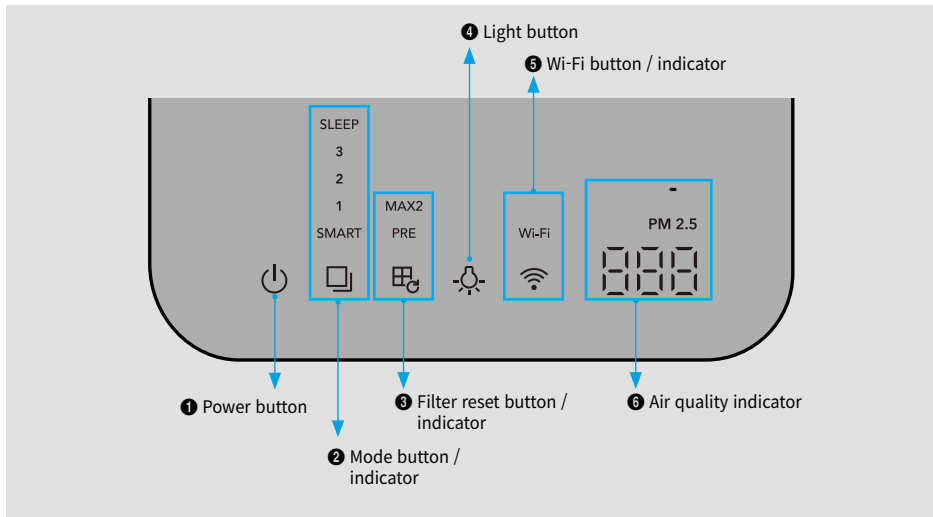 ❹ Light button
❺ Wi-Fi button / indicator
SLEEP
3
2
1
SMART
MAX2
PRE
Wi-Fi
PM 2.5
888
❶ Power button
❷ Mode button /
indicator
❸ Filter reset button /
indicator
❻ Air quality indicator